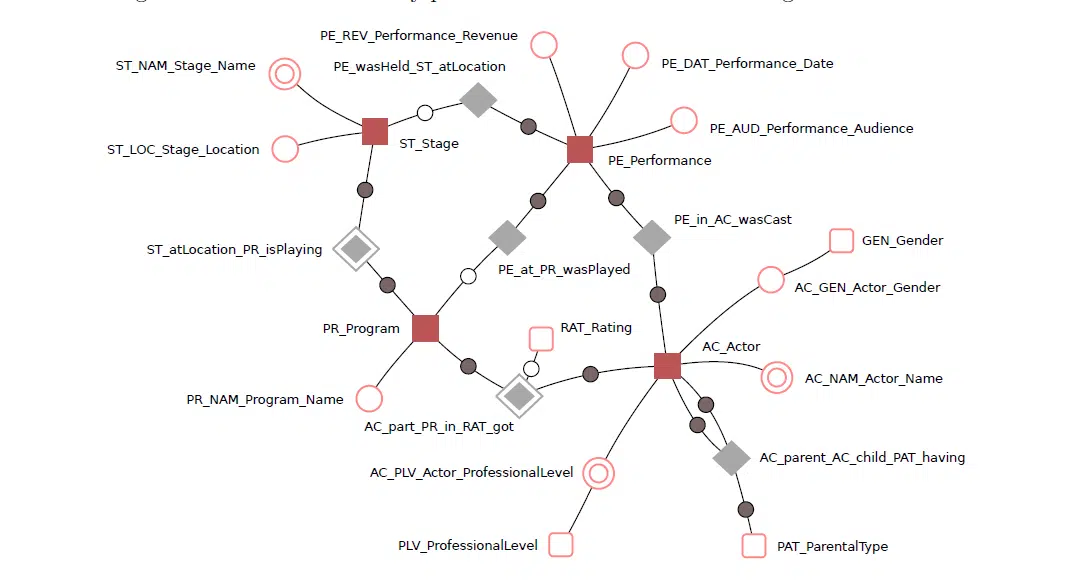 PE_REV_Performance_Revenue
ST_NAM_Stage_Name
PE_wasHeld_ST_atLocation
PE_DAT_Performance_Date
PE_AUD_Performance_Audience
ST_LOC_Stage_Location
ST_Stage
PE_Performance
PE_in_AC_wasCast
ST_atLocation_PR_isPlaying
GEN_Gender
PE_at_PR_wasPlayed
AC_GEN_Actor_Gender
PR_Program
RAT_Rating
AC_Actor
AC_NAM_Actor_Name
PR_NAM_Program_Name
AC_part_PR_in_RAT_got
AC_parent_AC_child_PAT_having
AC_PLV_Actor_ProfessionalLevel
PLV_ProfessionalLevel
PAT_ParentalType